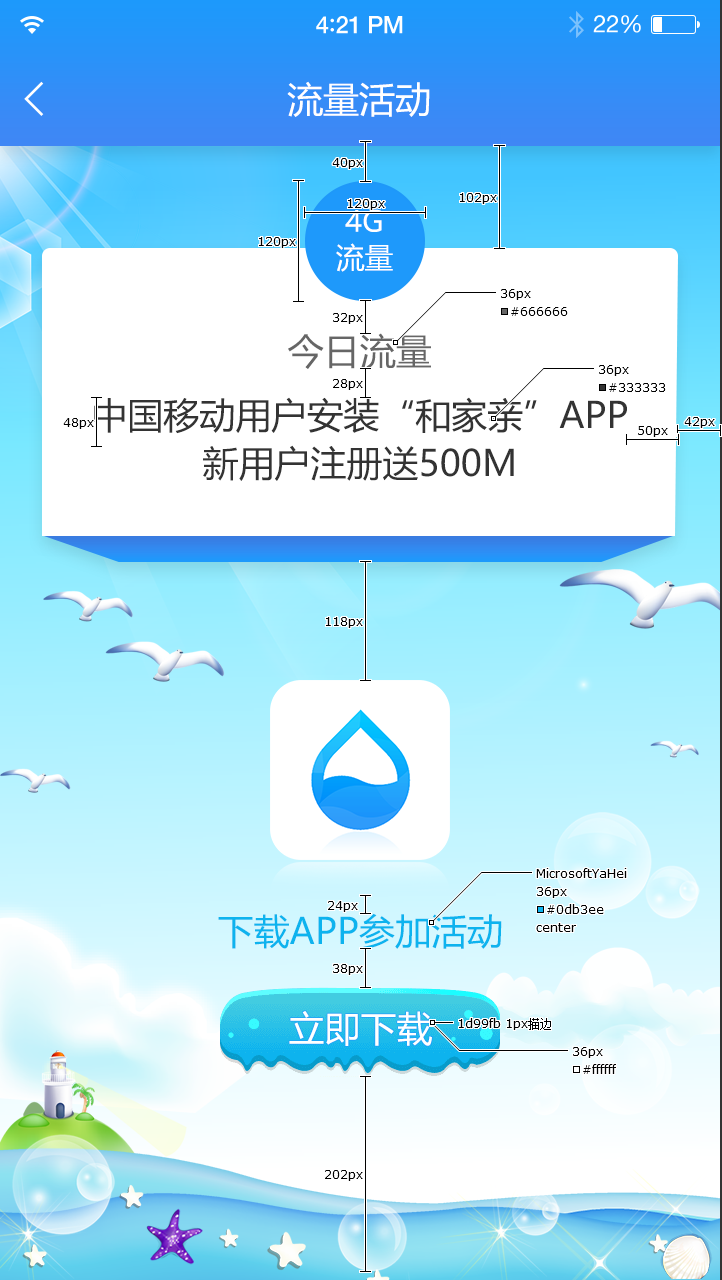 4:21 PM
22%
流量活动
40px
102px
120px
120px
4G
流量
36px
#666666
32px
今日流量
28px
36px
#333333
48px
中国移动用户安装“和家亲”APP
42px
50px
新用户注册送500M
118px
MicrosoftYaHei
36px
#0db3ee
center
24px
下载APP参加活动
38px
立即下载
1d99fb 1px描边
36px
#ffffff
202px